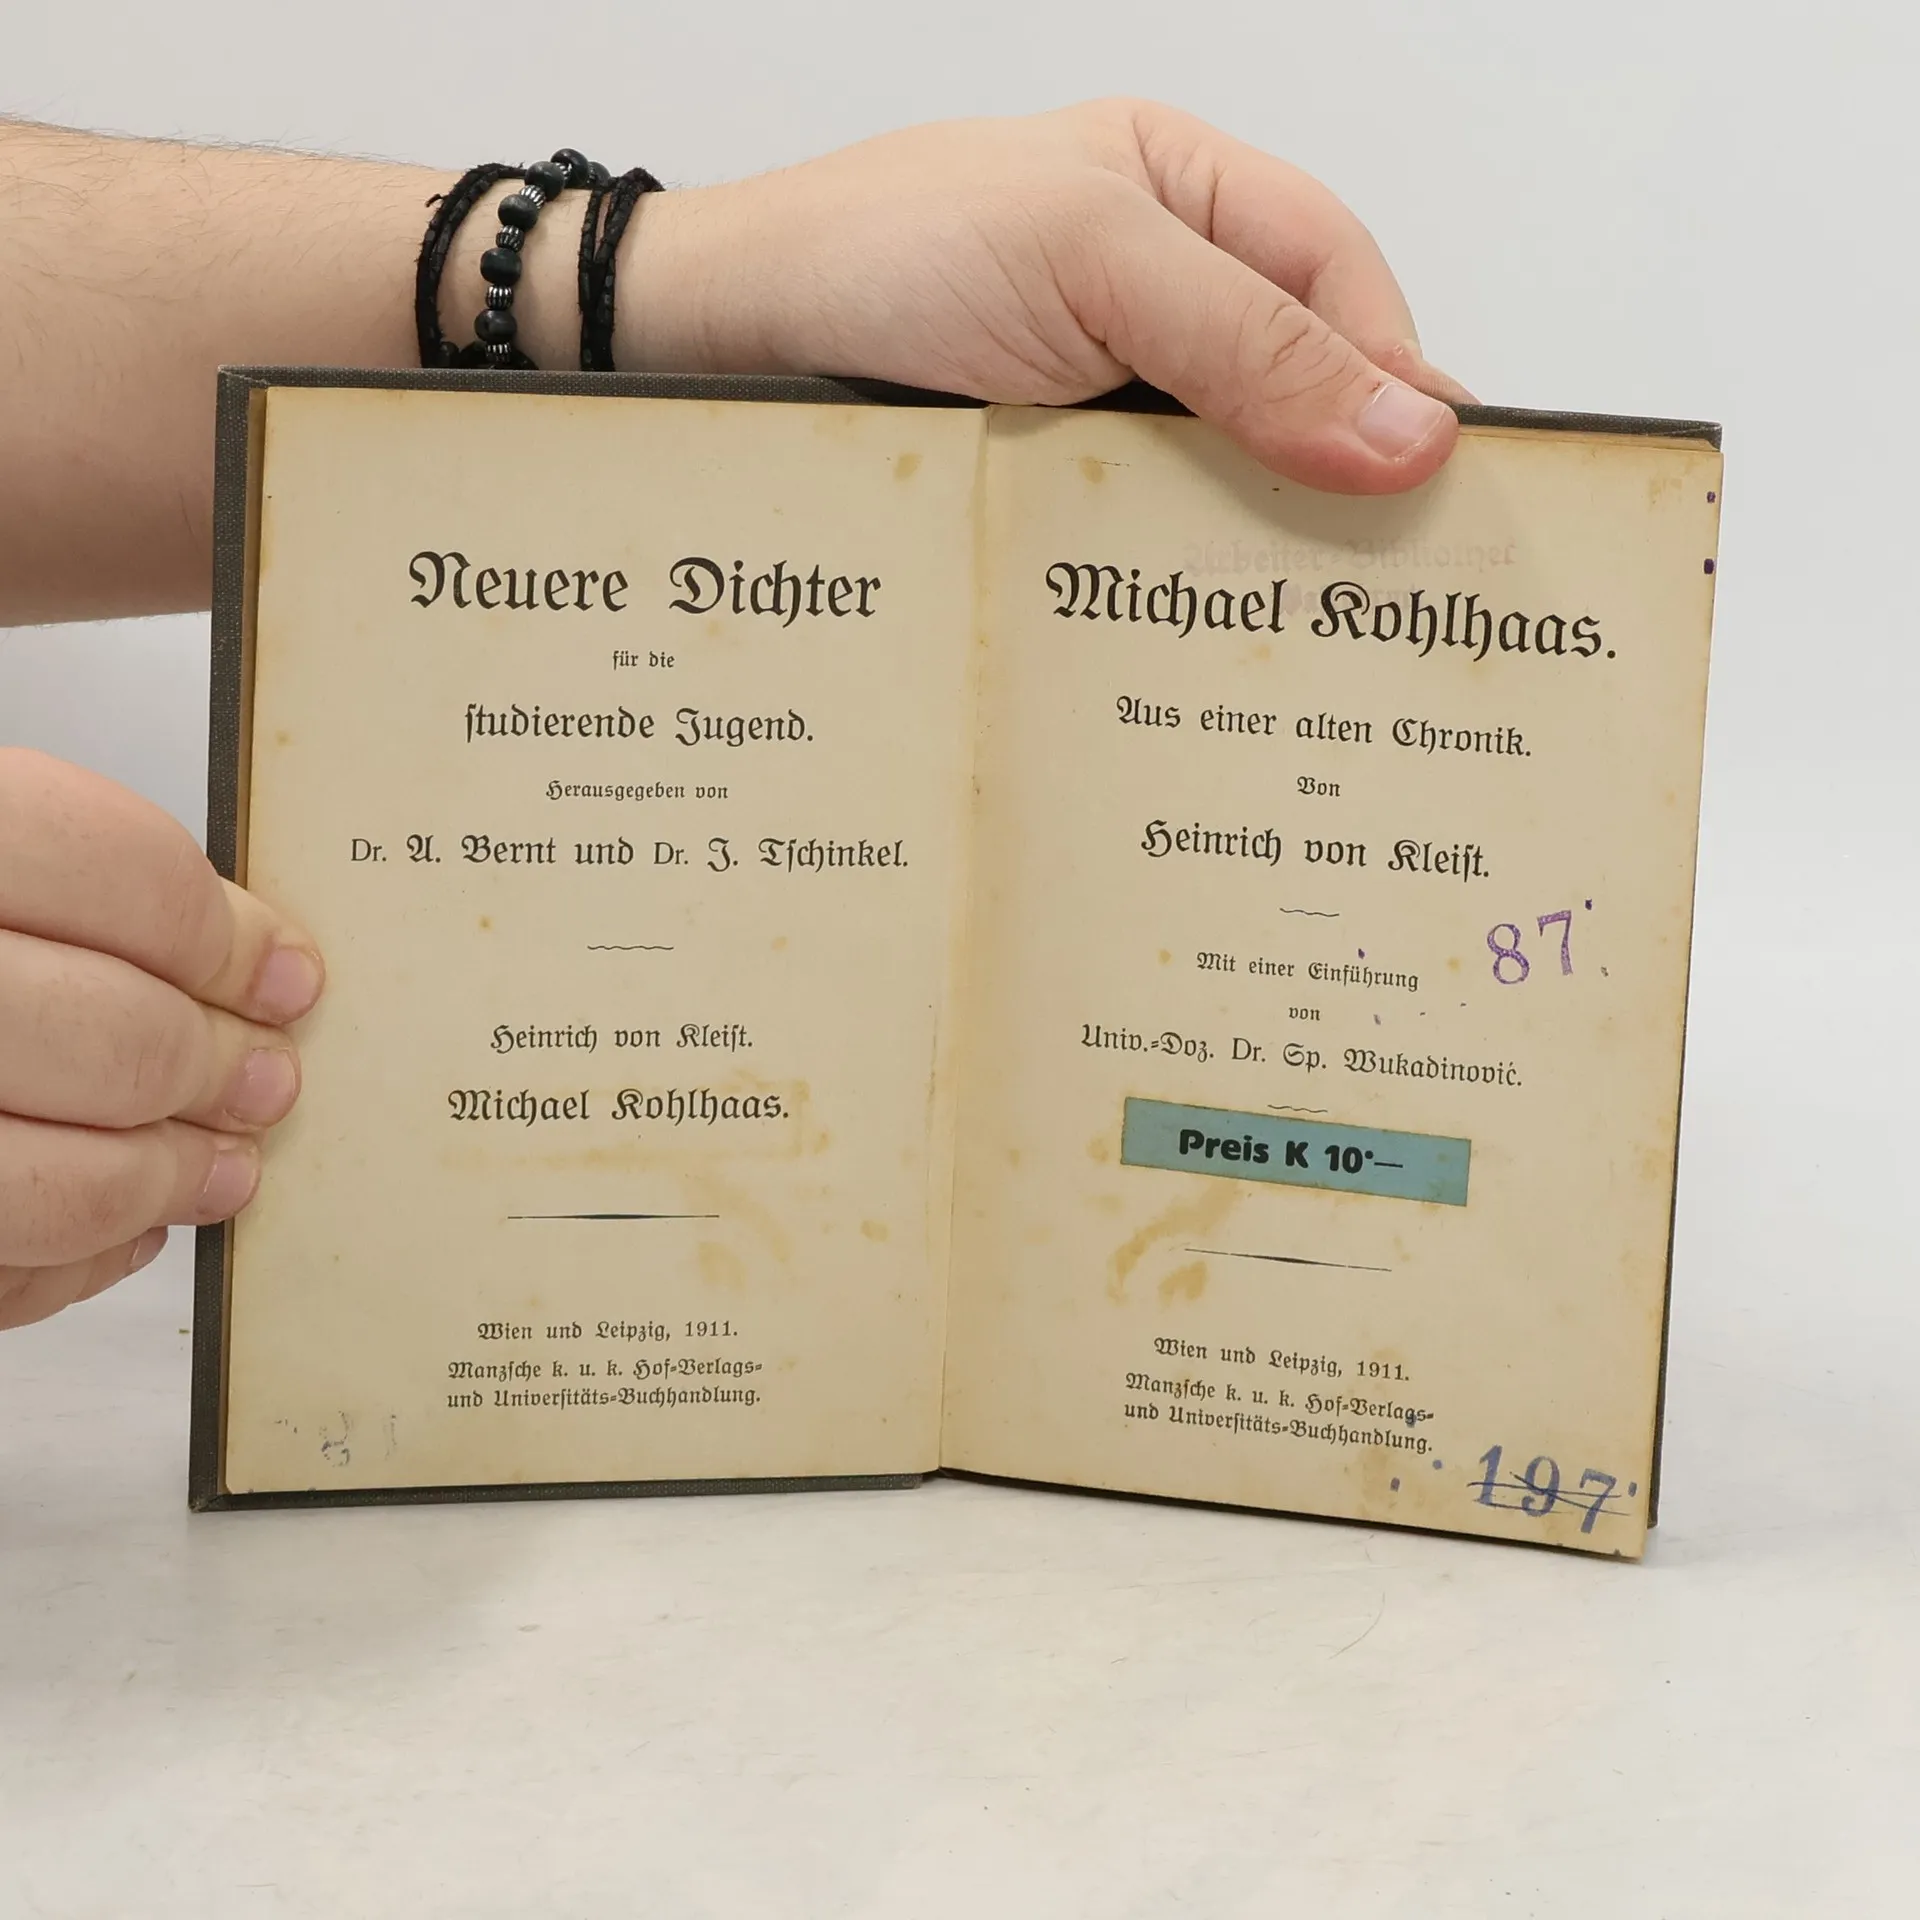 Neuere Dichter
für die
ſtudierende Jugend.
Herausgegeben von
Dr. A. Bernt und Dr. J. Tſchinkel.
Heinrich von Kleiſt.
Michael Kohlhaas.
Wien und Leipzig, 1911.
Manzſche k. u. k. Hof-Verlags-
und Univerſitäts-Buchhandlung.
Michael Kohlhaas.
Aus einer alten Chronik.
Von
Heinrich von Kleiſt.
87.
Mit einer Einführung
von
Univ.-Doz. Dr. Sp. Wukadinović.
Preis K 10·—
Wien und Leipzig, 1911.
Manzſche k. u. k. Hof-Verlags-
und Univerſitäts-Buchhandlung.
197